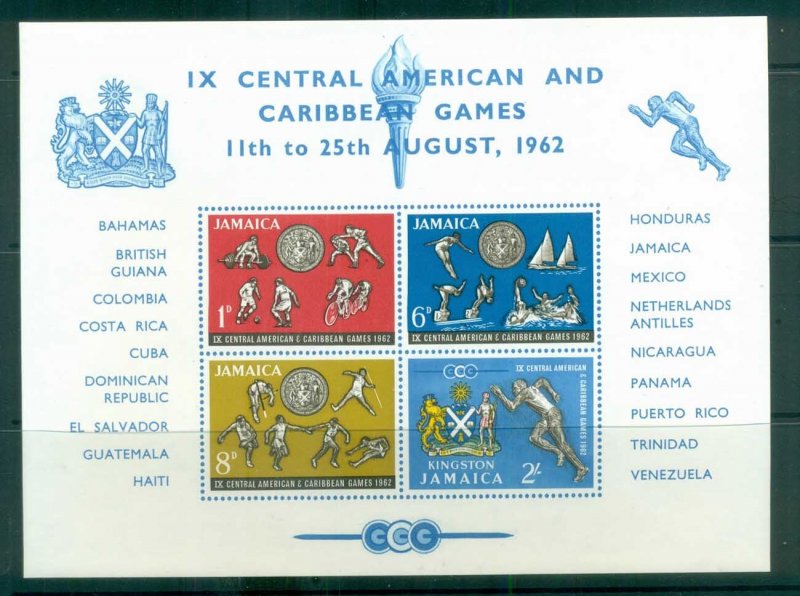 IX CENTRAL AMERICAN AND
CARIBBEAN GAMES
11th to 25th AUGUST, 1962
BAHAMAS
BRITISH
GUIANA
COLOMBIA
COSTA RICA
CUBA
DOMINICAN
REPUBLIC
EL SALVADOR
GUATEMALA
HAITI
JAMAICA
1D
IX CENTRAL AMERICAN & CARIBBEAN GAMES 1962
JAMAICA
6D
IX CENTRAL AMERICAN & CARIBBEAN GAMES 1962
JAMAICA
8D
IX CENTRAL AMERICAN & CARIBBEAN GAMES 1962
CCC
IX CENTRAL AMERICAN
& CARIBBEAN GAMES 1962
KINGSTON
JAMAICA
2/-
HONDURAS
JAMAICA
MEXICO
NETHERLANDS
ANTILLES
NICARAGUA
PANAMA
PUERTO RICO
TRINIDAD
VENEZUELA
CCC